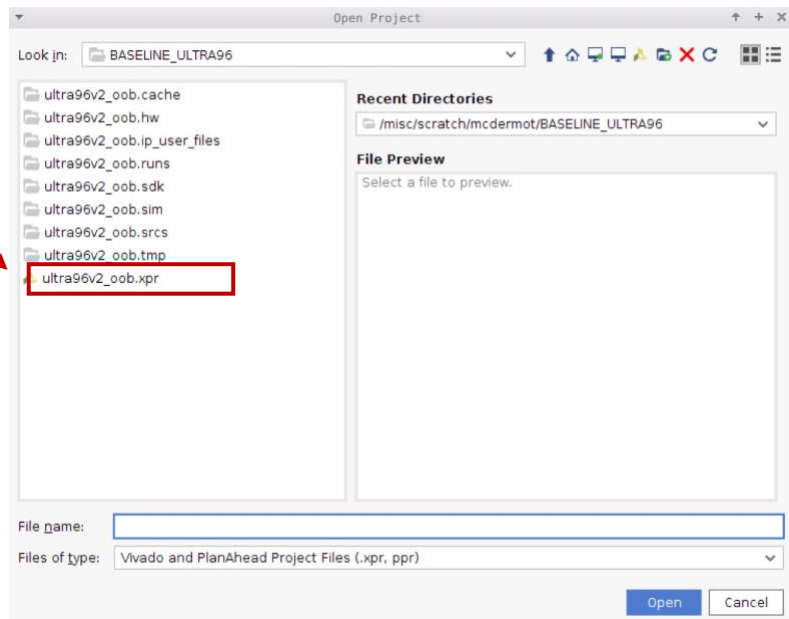 Open Project
Look in: BASELINE_ULTRA96
ultra96v2_oob.cache
ultra96v2_oob.hw
ultra96v2_oob.ip_user_files
ultra96v2_oob.runs
ultra96v2_oob.sdk
ultra96v2_oob.sim
ultra96v2_oob.srcs
ultra96v2_oob.tmp
ultra96v2_oob.xpr
Recent Directories
/misc/scratch/mcdermot/BASELINE_ULTRA96
File Preview
Select a file to preview.
File name:
Files of type: Vivado and PlanAhead Project Files (.xpr, ppr)
Open Cancel